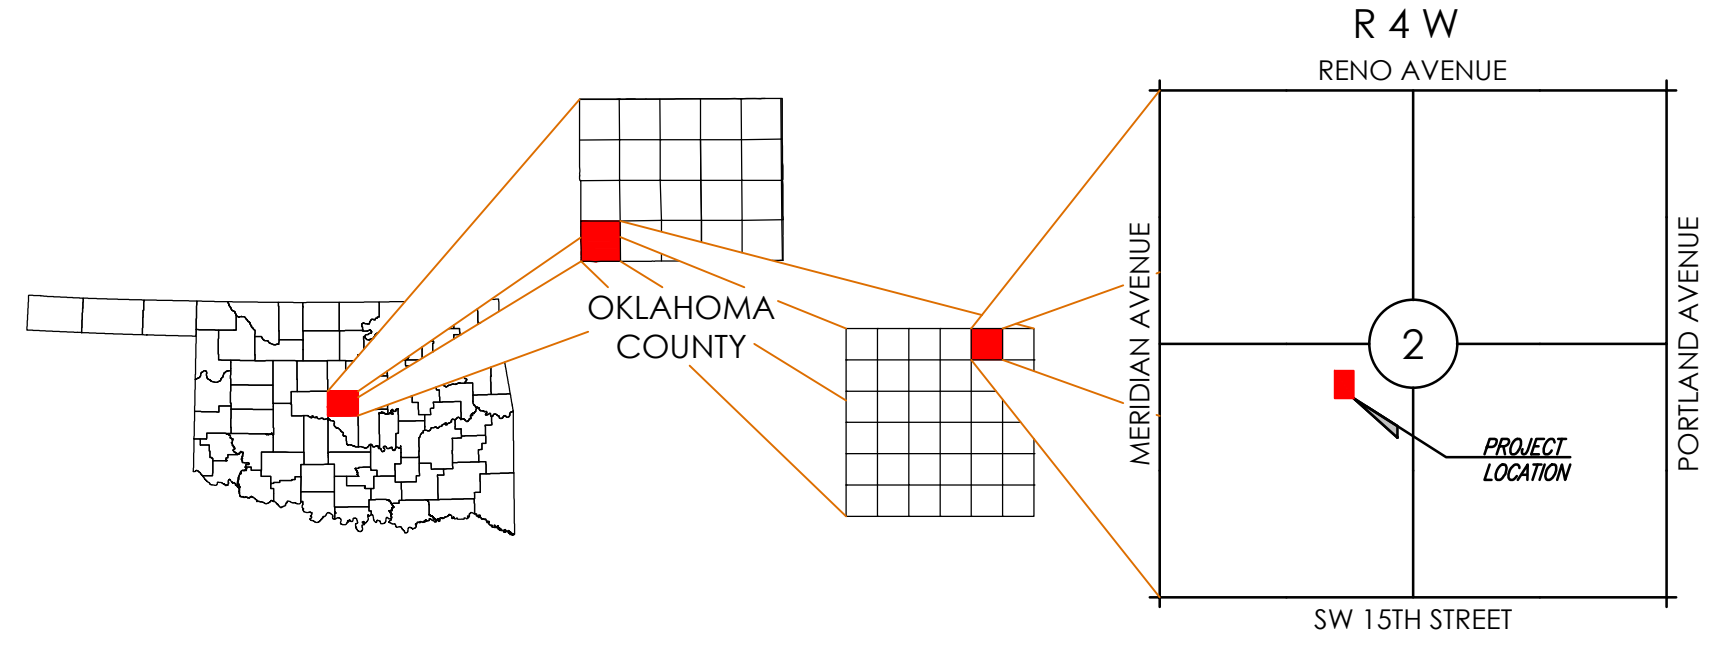 R 4 W
RENO AVENUE
OKLAHOMA
COUNTY
MERIDIAN AVENUE
2
PORTLAND AVENUE
PROJECT
LOCATION
SW 15TH STREET